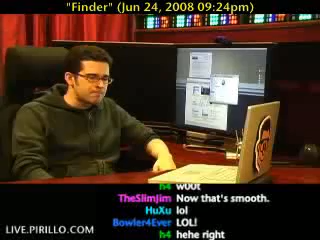 "Finder" (Jun 24, 2008 09:24pm)
h4 w00t
TheSlimJim Now that's smooth.
HuXu lol
Bowler4Ever LOL!
h4 hehe right
LIVE.PIRILLO.COM